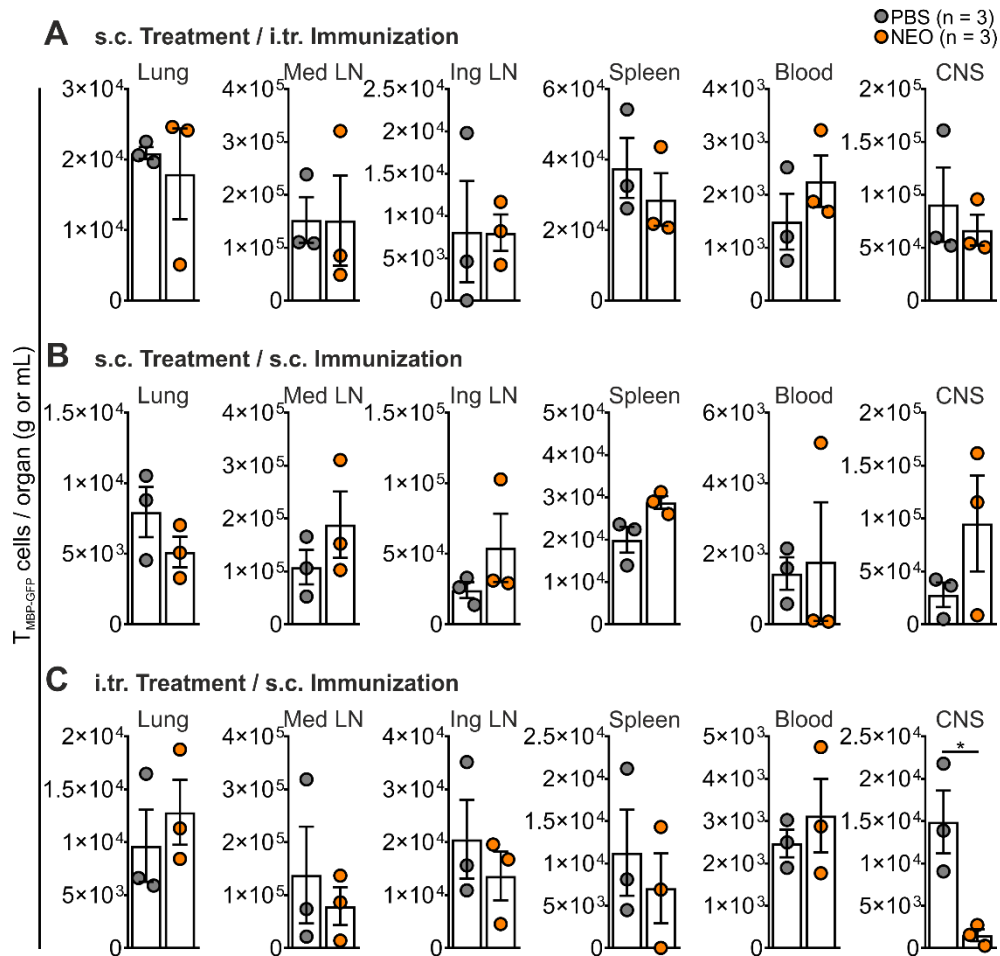 PBS (n = 3)
NEO (n = 3)
A s.c. Treatment / i.tr. Immunization
Lung Med LN Ing LN Spleen Blood CNS
3×10⁴ 4×10⁵ 2.5×10⁴ 6×10⁴ 4×10³ 2×10⁵
2×10⁴ 3×10⁵ 2×10⁴ 4×10⁴ 3×10³ 1.5×10⁵
1×10⁴ 2×10⁵ 1.5×10⁴ 2×10⁴ 2×10³ 1×10⁵
0 1×10⁵ 1×10⁴ 0 1×10³ 5×10⁴
0 5×10³ 0 0
0
B s.c. Treatment / s.c. Immunization
Lung Med LN Ing LN Spleen Blood CNS
1.5×10⁴ 4×10⁵ 1.5×10⁵ 5×10⁴ 6×10³ 2×10⁵
1×10⁴ 3×10⁵ 1×10⁵ 4×10⁴ 4×10³ 1.5×10⁵
5×10³ 2×10⁵ 5×10⁴ 3×10⁴ 2×10³ 1×10⁵
0 1×10⁵ 0 2×10⁴ 0 5×10⁴
0 1×10⁴ 0
0
C i.tr. Treatment / s.c. Immunization
Lung Med LN Ing LN Spleen Blood CNS
2×10⁴ 4×10⁵ 4×10⁴ 2.5×10⁴ 5×10³ 2.5×10⁴
1.5×10⁴ 3×10⁵ 3×10⁴ 2×10⁴ 4×10³ 2×10⁴
1×10⁴ 2×10⁵ 2×10⁴ 1.5×10⁴ 3×10³ 1.5×10⁴
5×10³ 1×10⁵ 1×10⁴ 1×10⁴ 2×10³ 1×10⁴
0 0 0 5×10³ 1×10³ 5×10³
0 0 0
*
T MBP-GFP cells / organ (g or mL)